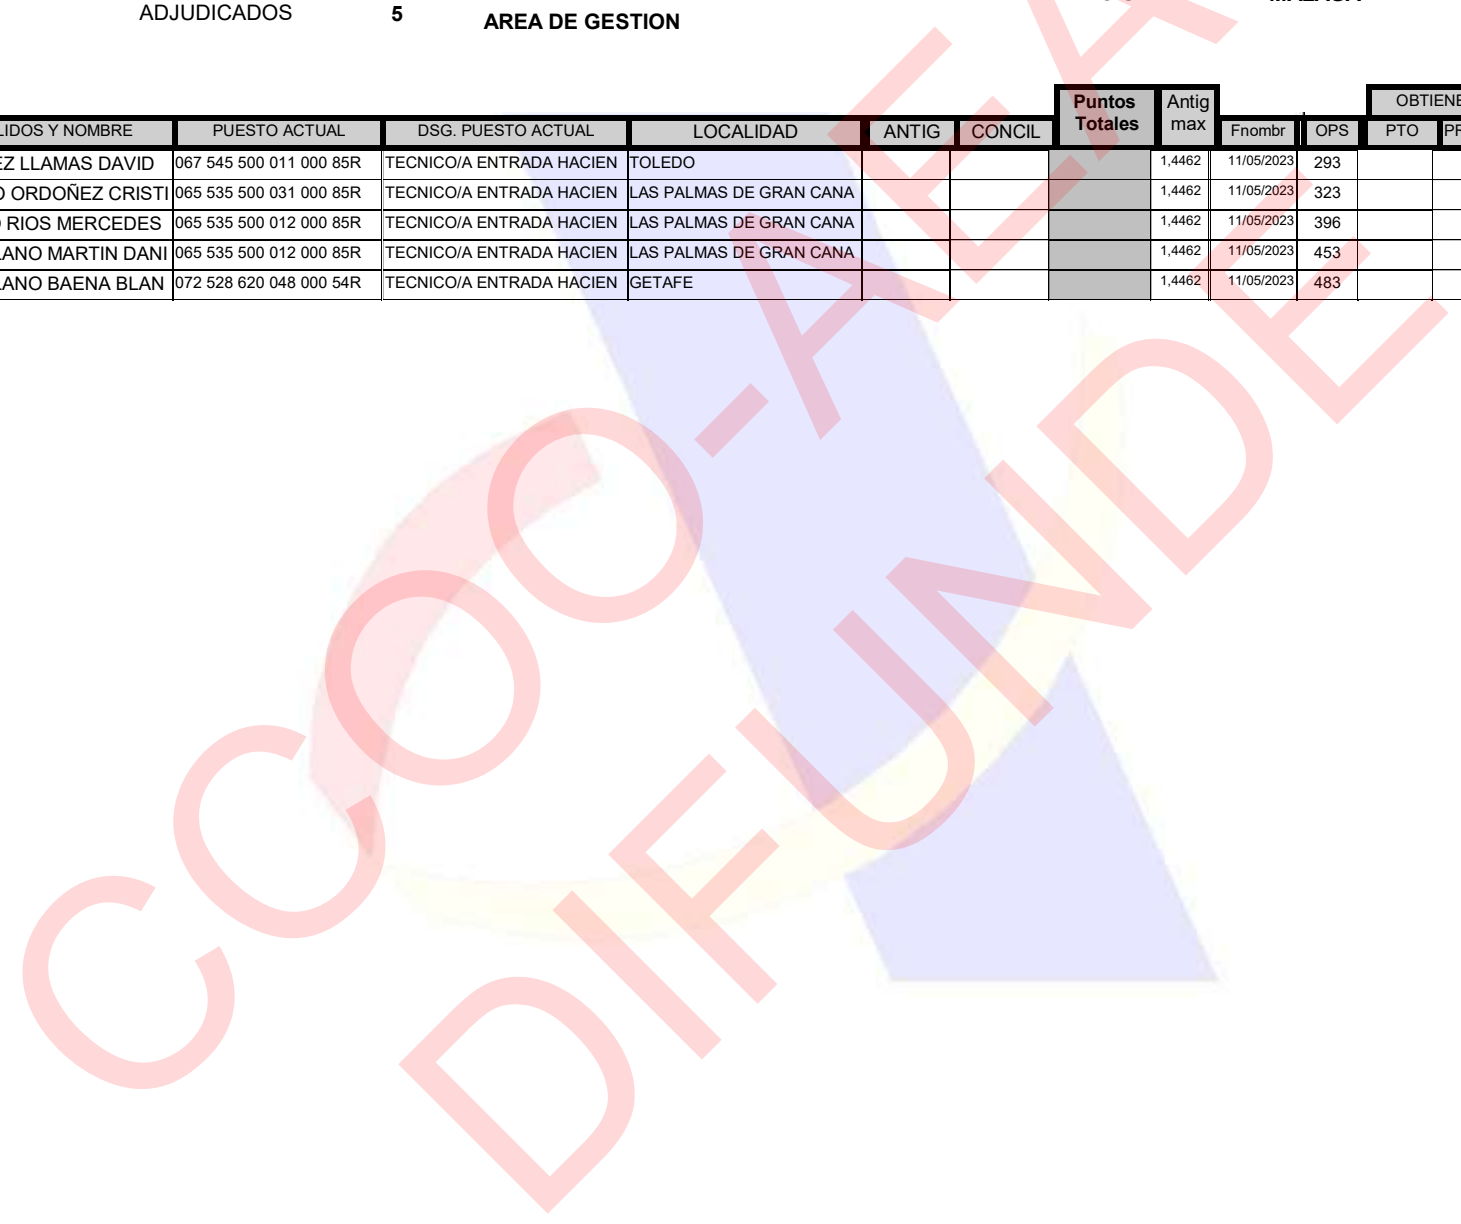 ADJUDICADOS 5 AREA DE GESTION
Puntos Totales Antig max OBTIENE
LIDOS Y NOMBRE PUESTO ACTUAL DSG. PUESTO ACTUAL LOCALIDAD ANTIG CONCIL Fnombr OPS PTO PR
EZ LLAMAS DAVID 067 545 500 011 000 85R TECNICO/A ENTRADA HACIEN TOLEDO 1,4462 11/05/2023 293
O ORDOÑEZ CRISTI 065 535 500 031 000 85R TECNICO/A ENTRADA HACIEN LAS PALMAS DE GRAN CANA 1,4462 11/05/2023 323
RIOS MERCEDES 065 535 500 012 000 85R TECNICO/A ENTRADA HACIEN LAS PALMAS DE GRAN CANA 1,4462 11/05/2023 396
LANO MARTIN DANI 065 535 500 012 000 85R TECNICO/A ENTRADA HACIEN LAS PALMAS DE GRAN CANA 1,4462 11/05/2023 453
LANO BAENA BLAN 072 528 620 048 000 54R TECNICO/A ENTRADA HACIEN GETAFE 1,4462 11/05/2023 483
CCOO-AEA
DIFUNDE